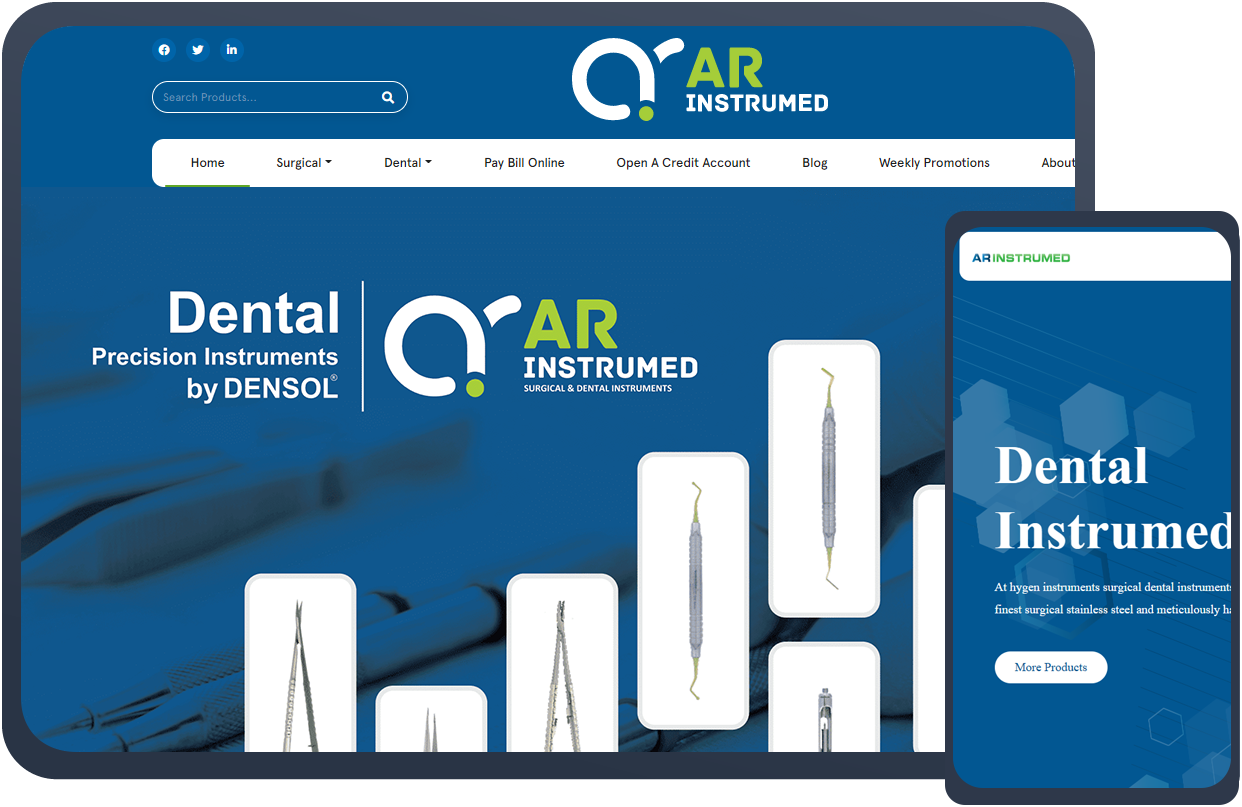 Search Products...
AR
INSTRUMED
Home Surgical Dental Pay Bill Online Open A Credit Account Blog Weekly Promotions About
Dental
Precision Instruments
by DENSOL®
AR
INSTRUMED
SURGICAL & DENTAL INSTRUMENTS
AR INSTRUMED
Dental
Instrumed
At hygen instruments surgical dental instruments
finest surgical stainless steel and meticulously ha
More Products